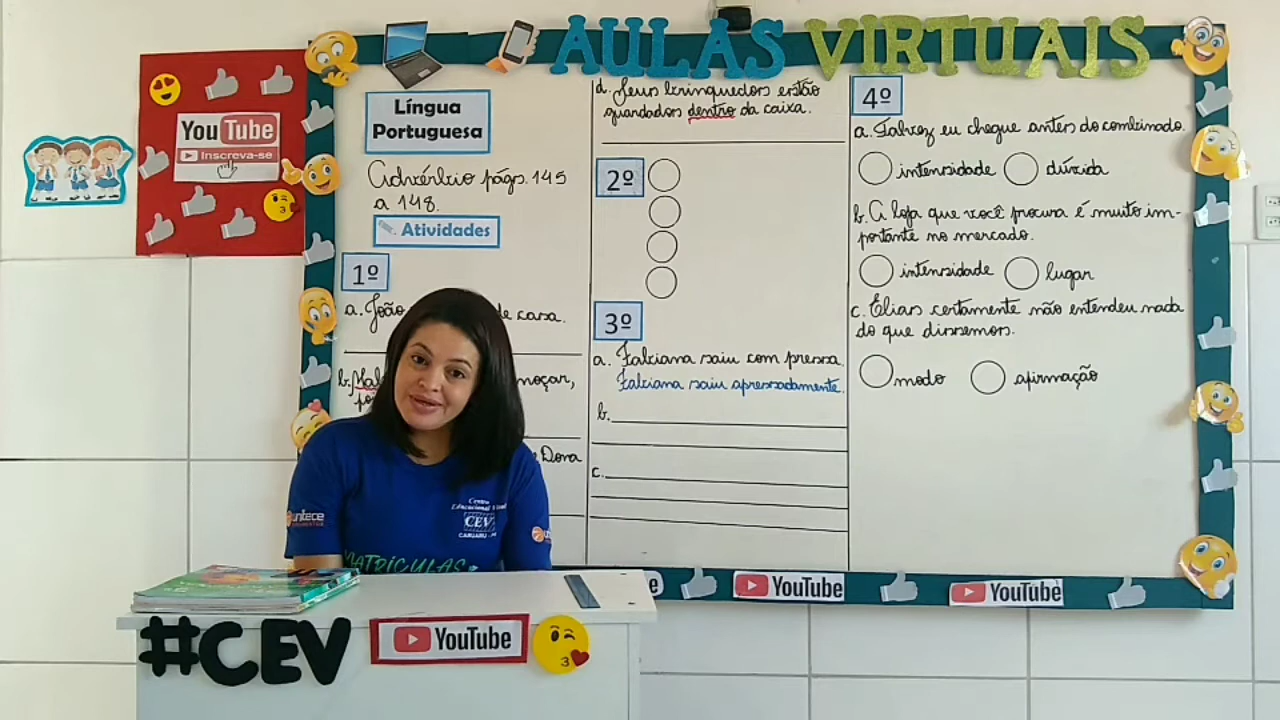 AULAS VIRTUAIS
YouTube
Inscreva-se
Língua
Portuguesa
Advérbio págs. 145
a 148.
Atividades
1º
a. João
de casa.
b.
moçar,
Dora
d. Seus brinquedos estão
guardados dentro da caixa.
2º
3º
a. Fabiana saiu com pressa.
Fabiana saiu apressadamente.
b.
c.
4º
a. Talvez eu chegue antes do combinado.
intensidade dúvida
b. A loja que você procura é muito im-
portante no mercado.
intensidade lugar
c. Elias certamente não entendeu nada
do que dissemos.
modo afirmação
unitece
Centro
CEV
CARUARU
MATRÍCULAS
YouTube
YouTube
#CEV
YouTube